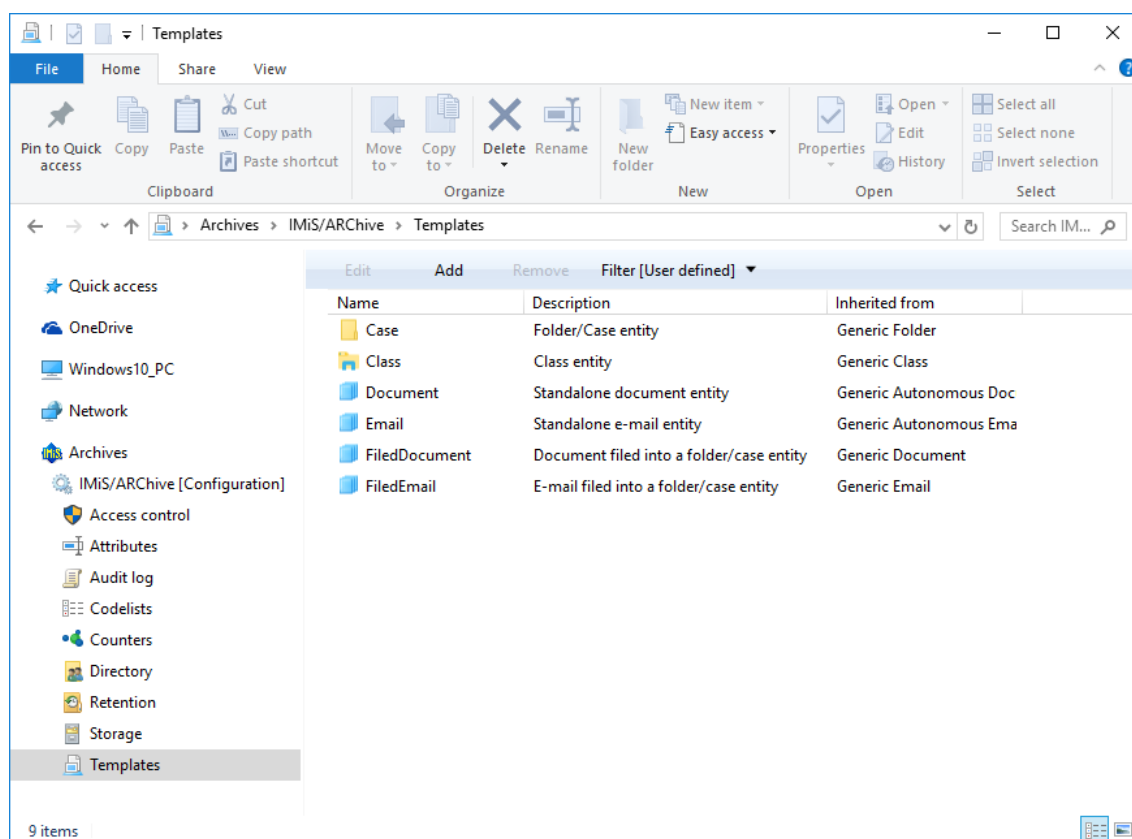 Templates
File Home Share View
Pin to Quick access
Copy
Paste
Cut
Copy path
Paste shortcut
Clipboard
Move to
Copy to
Delete
Rename
Organize
New folder
New item
Easy access
New
Properties
Open
Edit
History
Open
Select all
Select none
Invert selection
Select
Archives > IMiS/ARChive > Templates
Search IM...
Edit Add Remove Filter [User defined]
Name Description Inherited from
Case Folder/Case entity Generic Folder
Class Class entity Generic Class
Document Standalone document entity Generic Autonomous Doc
Email Standalone e-mail entity Generic Autonomous Ema
FiledDocument Document filed into a folder/case entity Generic Document
FiledEmail E-mail filed into a folder/case entity Generic Email
Quick access
OneDrive
Windows10_PC
Network
IMiS Archives
IMiS/ARChive [Configuration]
Access control
Attributes
Audit log
Codelists
Counters
Directory
Retention
Storage
Templates
9 items